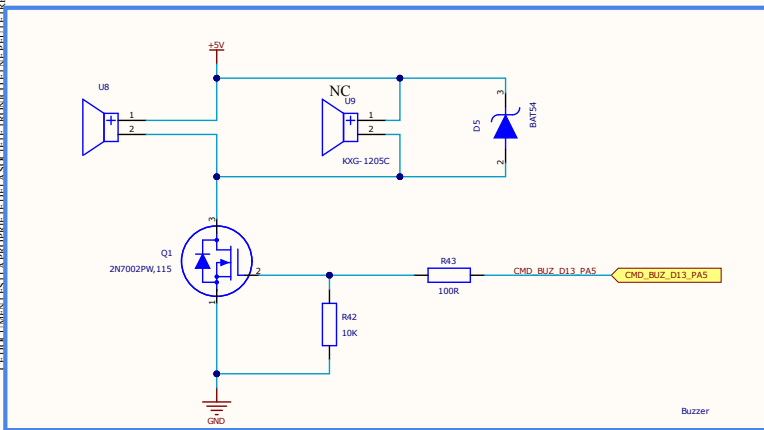 +5V
U8
NC
U9
1
2
1
2
KXG-1205C
3
D5
BAT54
2
3
Q1
2N7002PW,115
2
1
R43
100R
CMD_BUZ_D13_PA5
CMD_BUZ_D13_PA5
R42
10K
GND
Buzzer